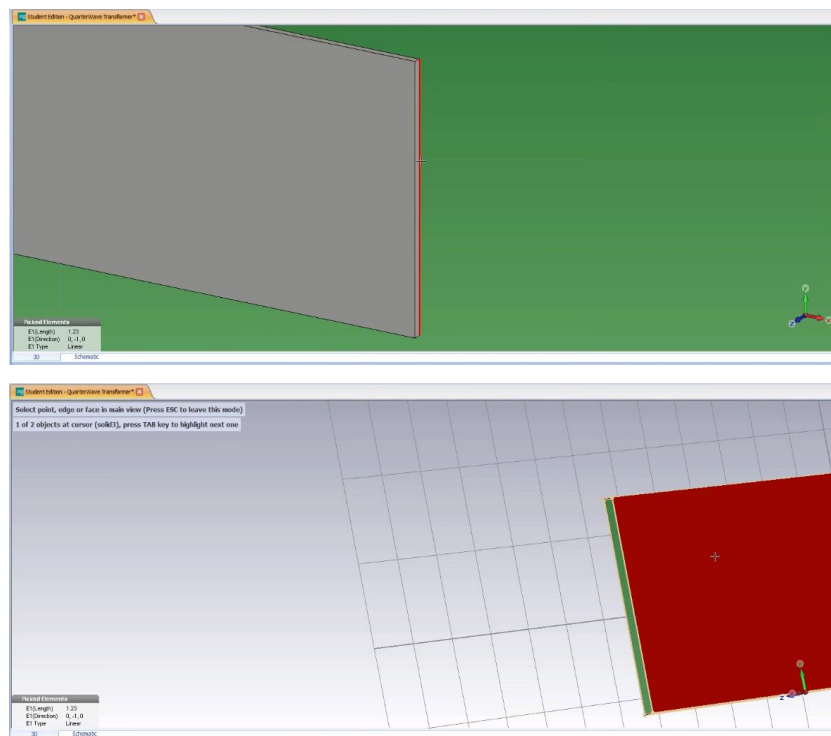 Student Edition - QuarterWave Transformer*
Picked Elements
E1(Length) 1.23
E1(Direction) 0, -1, 0
E1 Type Linear
3D Schematic
Student Edition - QuarterWave Transformer*
Select point, edge or face in main view (Press ESC to leave this mode)
1 of 2 objects at cursor (solid3), press TAB key to highlight next one
Picked Elements
E1(Length) 1.23
E1(Direction) 0, -1, 0
E1 Type Linear
3D Schematic